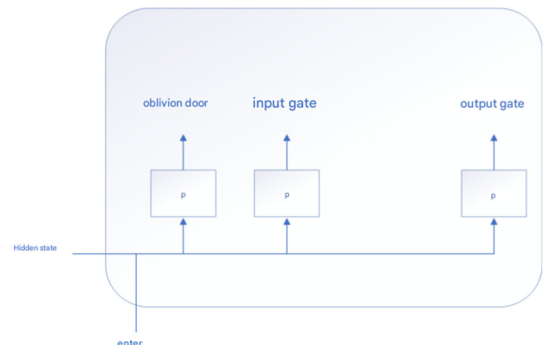 oblivion door
input gate
output gate
p
p
p
Hidden state
enter